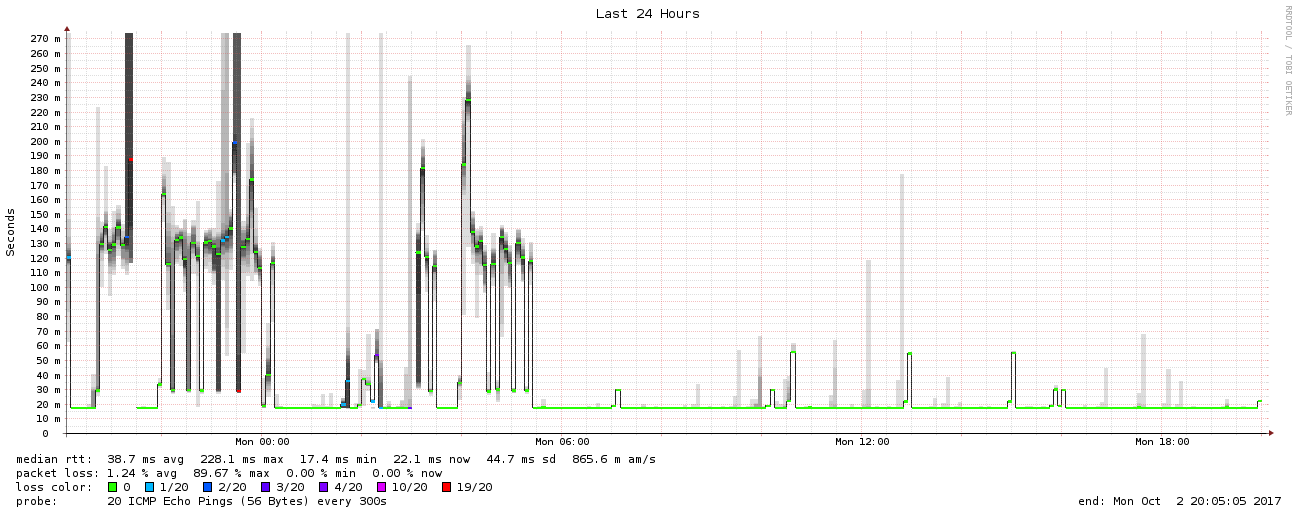 Last 24 Hours
RRDTOOL / TOBI OETIKER
Seconds
270 m
260 m
250 m
240 m
230 m
220 m
210 m
200 m
190 m
180 m
170 m
160 m
150 m
140 m
130 m
120 m
110 m
100 m
90 m
80 m
70 m
60 m
50 m
40 m
30 m
20 m
10 m
0
Mon 00:00 Mon 06:00 Mon 12:00 Mon 18:00
median rtt: 38.7 ms avg 228.1 ms max 17.4 ms min 22.1 ms now 44.7 ms sd 865.6 m am/s
packet loss: 1.24 % avg 89.67 % max 0.00 % min 0.00 % now
loss color: 0 1/20 2/20 3/20 4/20 10/20 19/20
probe: 20 ICMP Echo Pings (56 Bytes) every 300s end: Mon Oct 2 20:05:05 2017